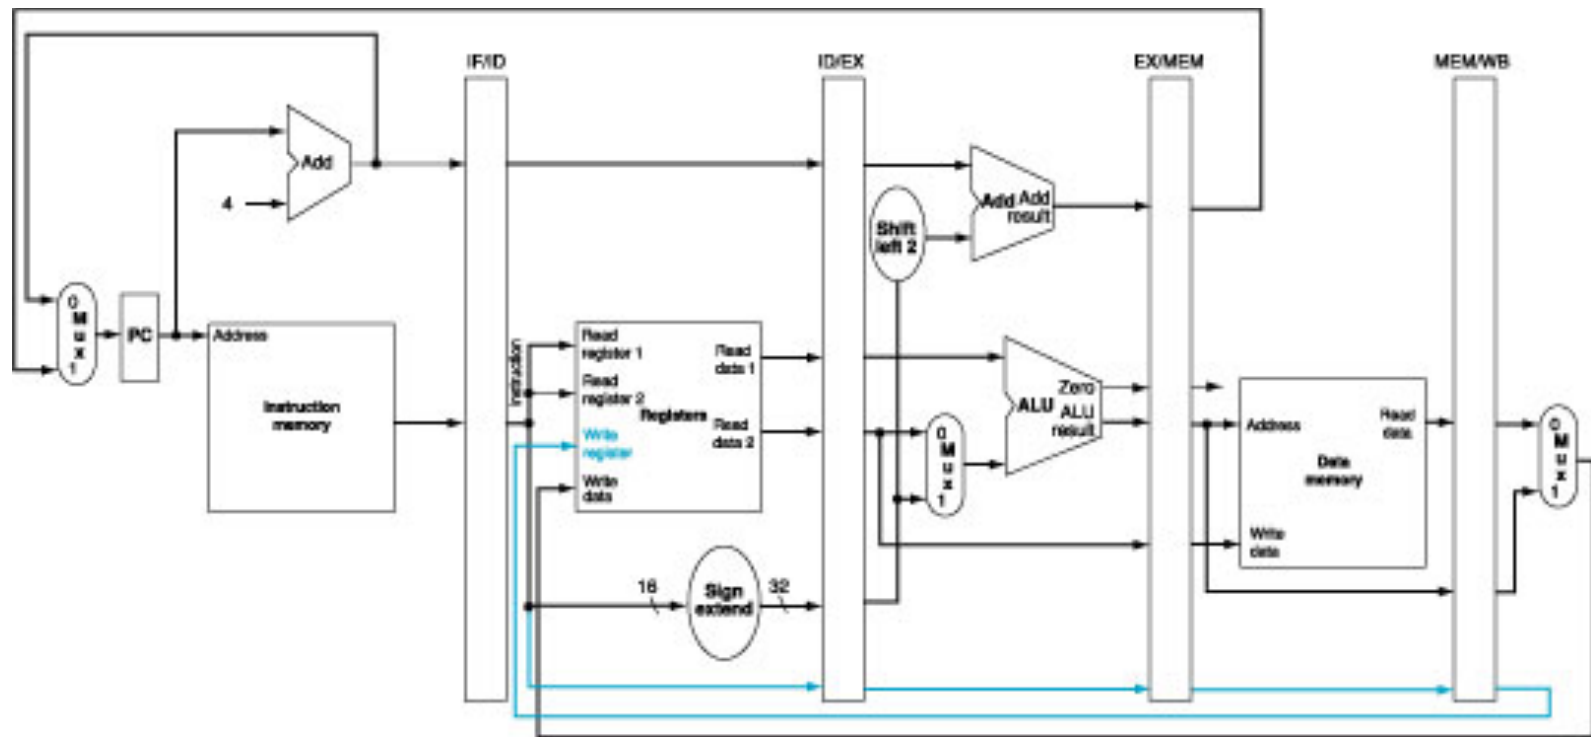 IF/ID
ID/EX
EX/MEM
MEM/WB
Add
4
Add Add
result
Shift
left 2
0
M
u
x
1
PC
Address
Instruction
memory
Instruction
Read
register 1
Read
register 2
Write
register
Write
data
Registers
Read
data 1
Read
data 2
0
M
u
x
1
Zero
ALU
ALU
result
Address
Read
data
Data
memory
Write
data
0
M
u
x
1
16
Sign
extend
32